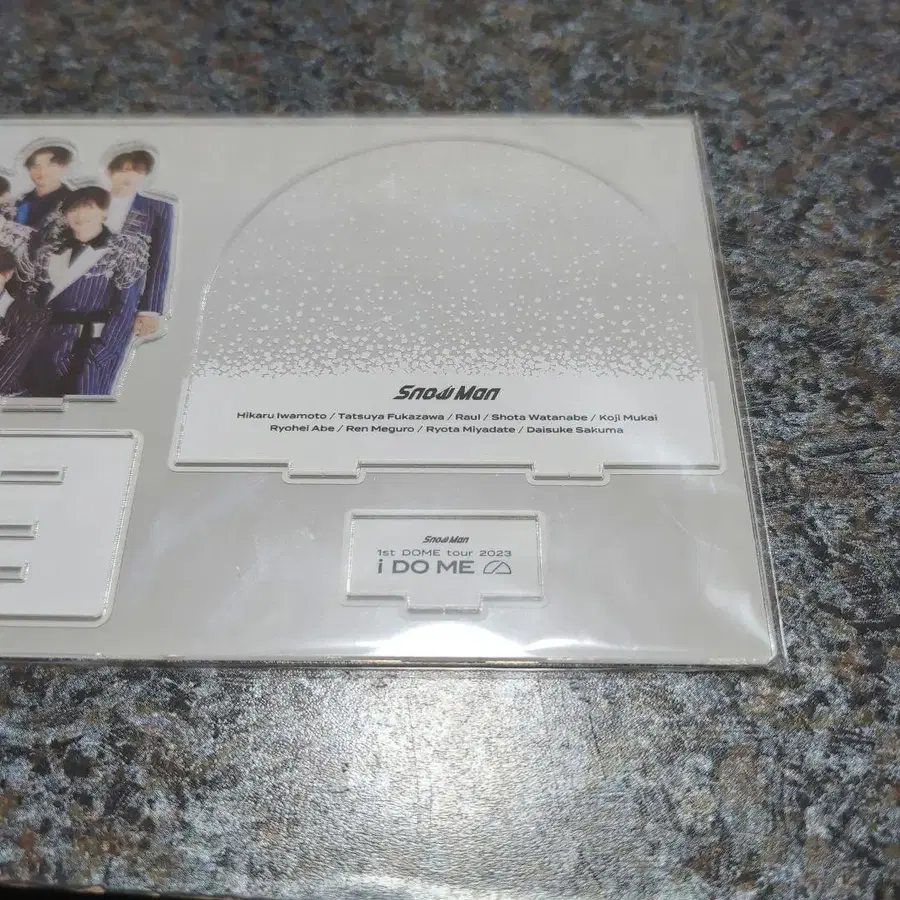 Snow Man
Hikaru Iwamoto / Tatsuya Fukazawa / Raul / Shota Watanabe / Koji Mukai
Ryohei Abe / Ren Meguro / Ryota Miyadate / Daisuke Sakuma
Snow Man
1st DOME tour 2023
i DO ME